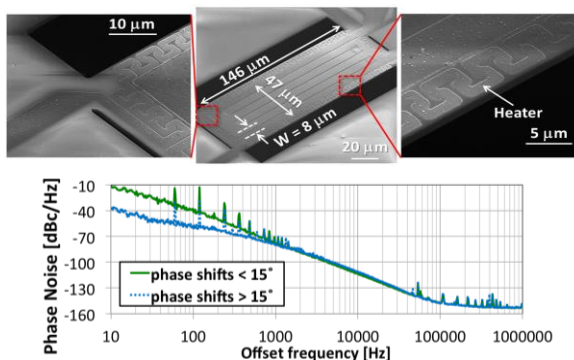 10 μm
146 μm
47 μm
W = 8 μm
20 μm
Heater
5 μm
Phase Noise [dBc/Hz]
-10
-40
-70
-100
-130
-160
phase shifts < 15˚
phase shifts > 15˚
10
100
1000
10000
100000
1000000
Offset frequency [Hz]